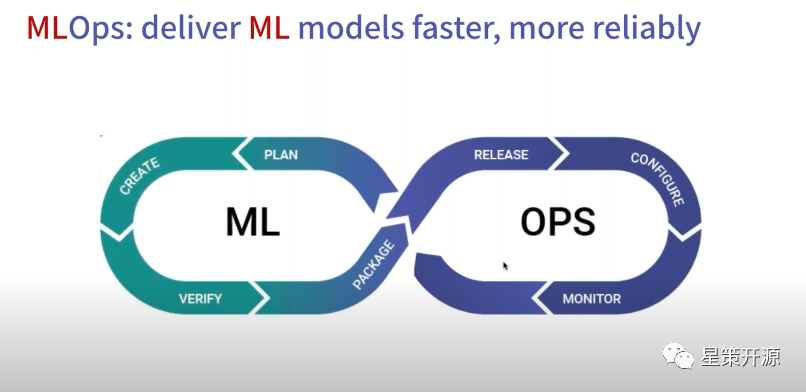 MLOps: deliver ML models faster, more reliably
PLAN
CREATE
VERIFY
PACKAGE
ML
RELEASE
CONFIGURE
MONITOR
OPS
星策开源